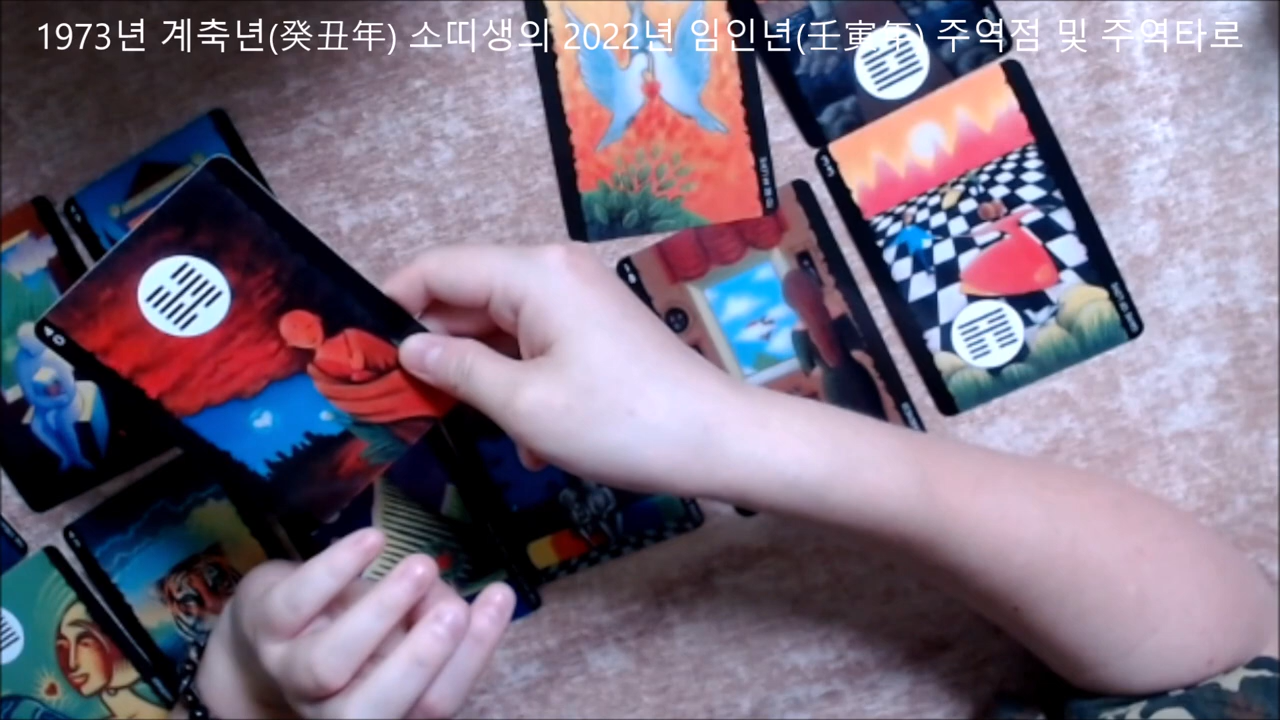 1973년 계축년(癸丑年) 소띠생의 2022년 임인년(壬寅年) 주역점 및 주역타로